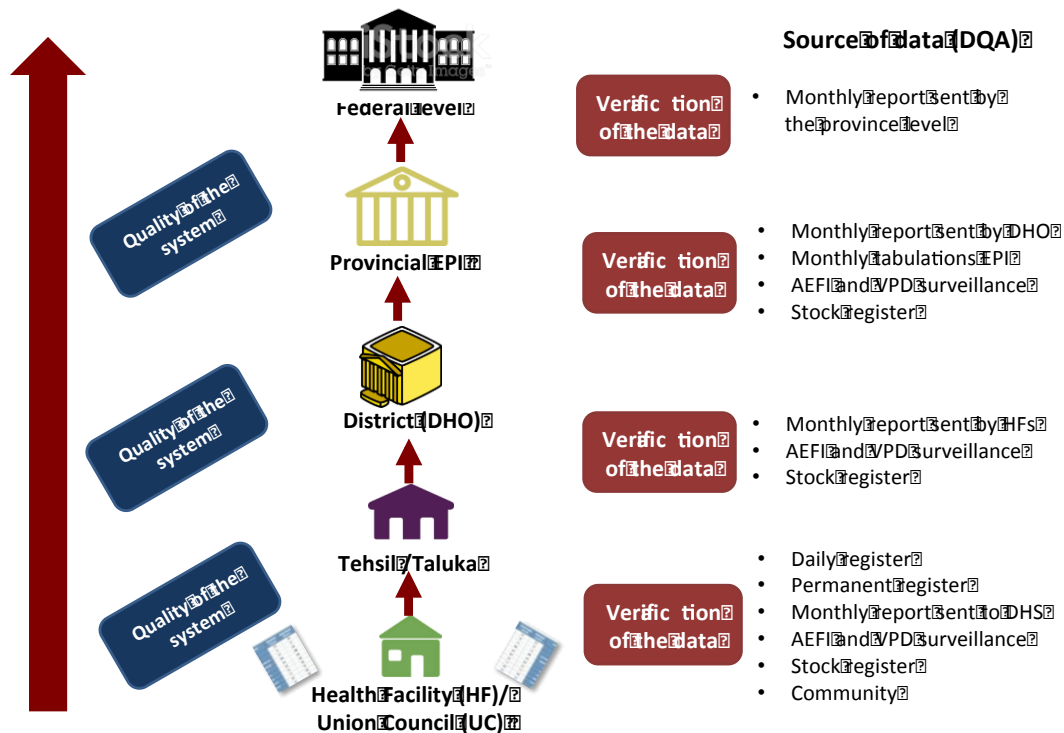 Source of data (DQA)
Federal level
Verific tion
of the data
• Monthly report sent by
the province level
Quality of the
system
Provincial EPI
Verific tion
of the data
• Monthly report sent by DHO
• Monthly tabulations EPI
• AEFI and VPD surveillance
• Stock register
Quality of the
system
District (DHO)
Verific tion
of the data
• Monthly report sent by HFs
• AEFI and VPD surveillance
• Stock register
Tehsil /Taluka
Quality of the
system
Health Facility (HF)/
Union Council (UC)
Verific tion
of the data
• Daily register
• Permanent register
• Monthly report sent to DHS
• AEFI and VPD surveillance
• Stock register
• Community